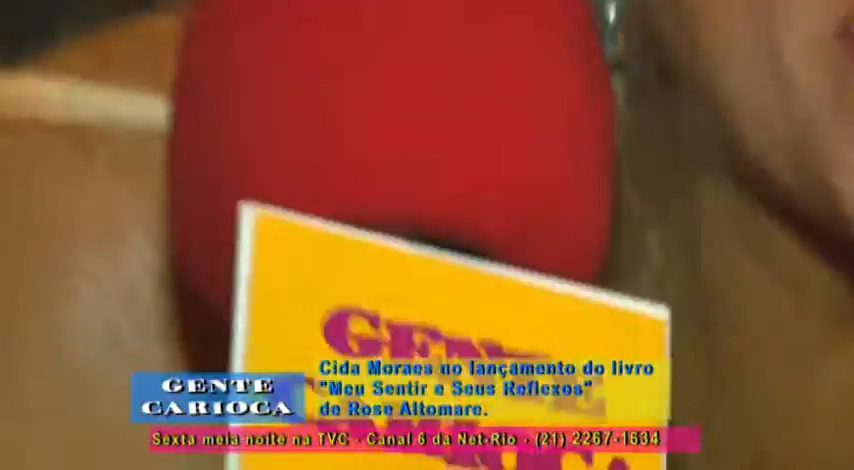 GENTE
CARIOCA
Cida Moraes no lançamento do livro
"Meu Sentir e Seus Reflexos"
de Rose Altomare.
Sexta meia noite na TVC - Canal 6 da Net-Rio - (21) 2267-1634